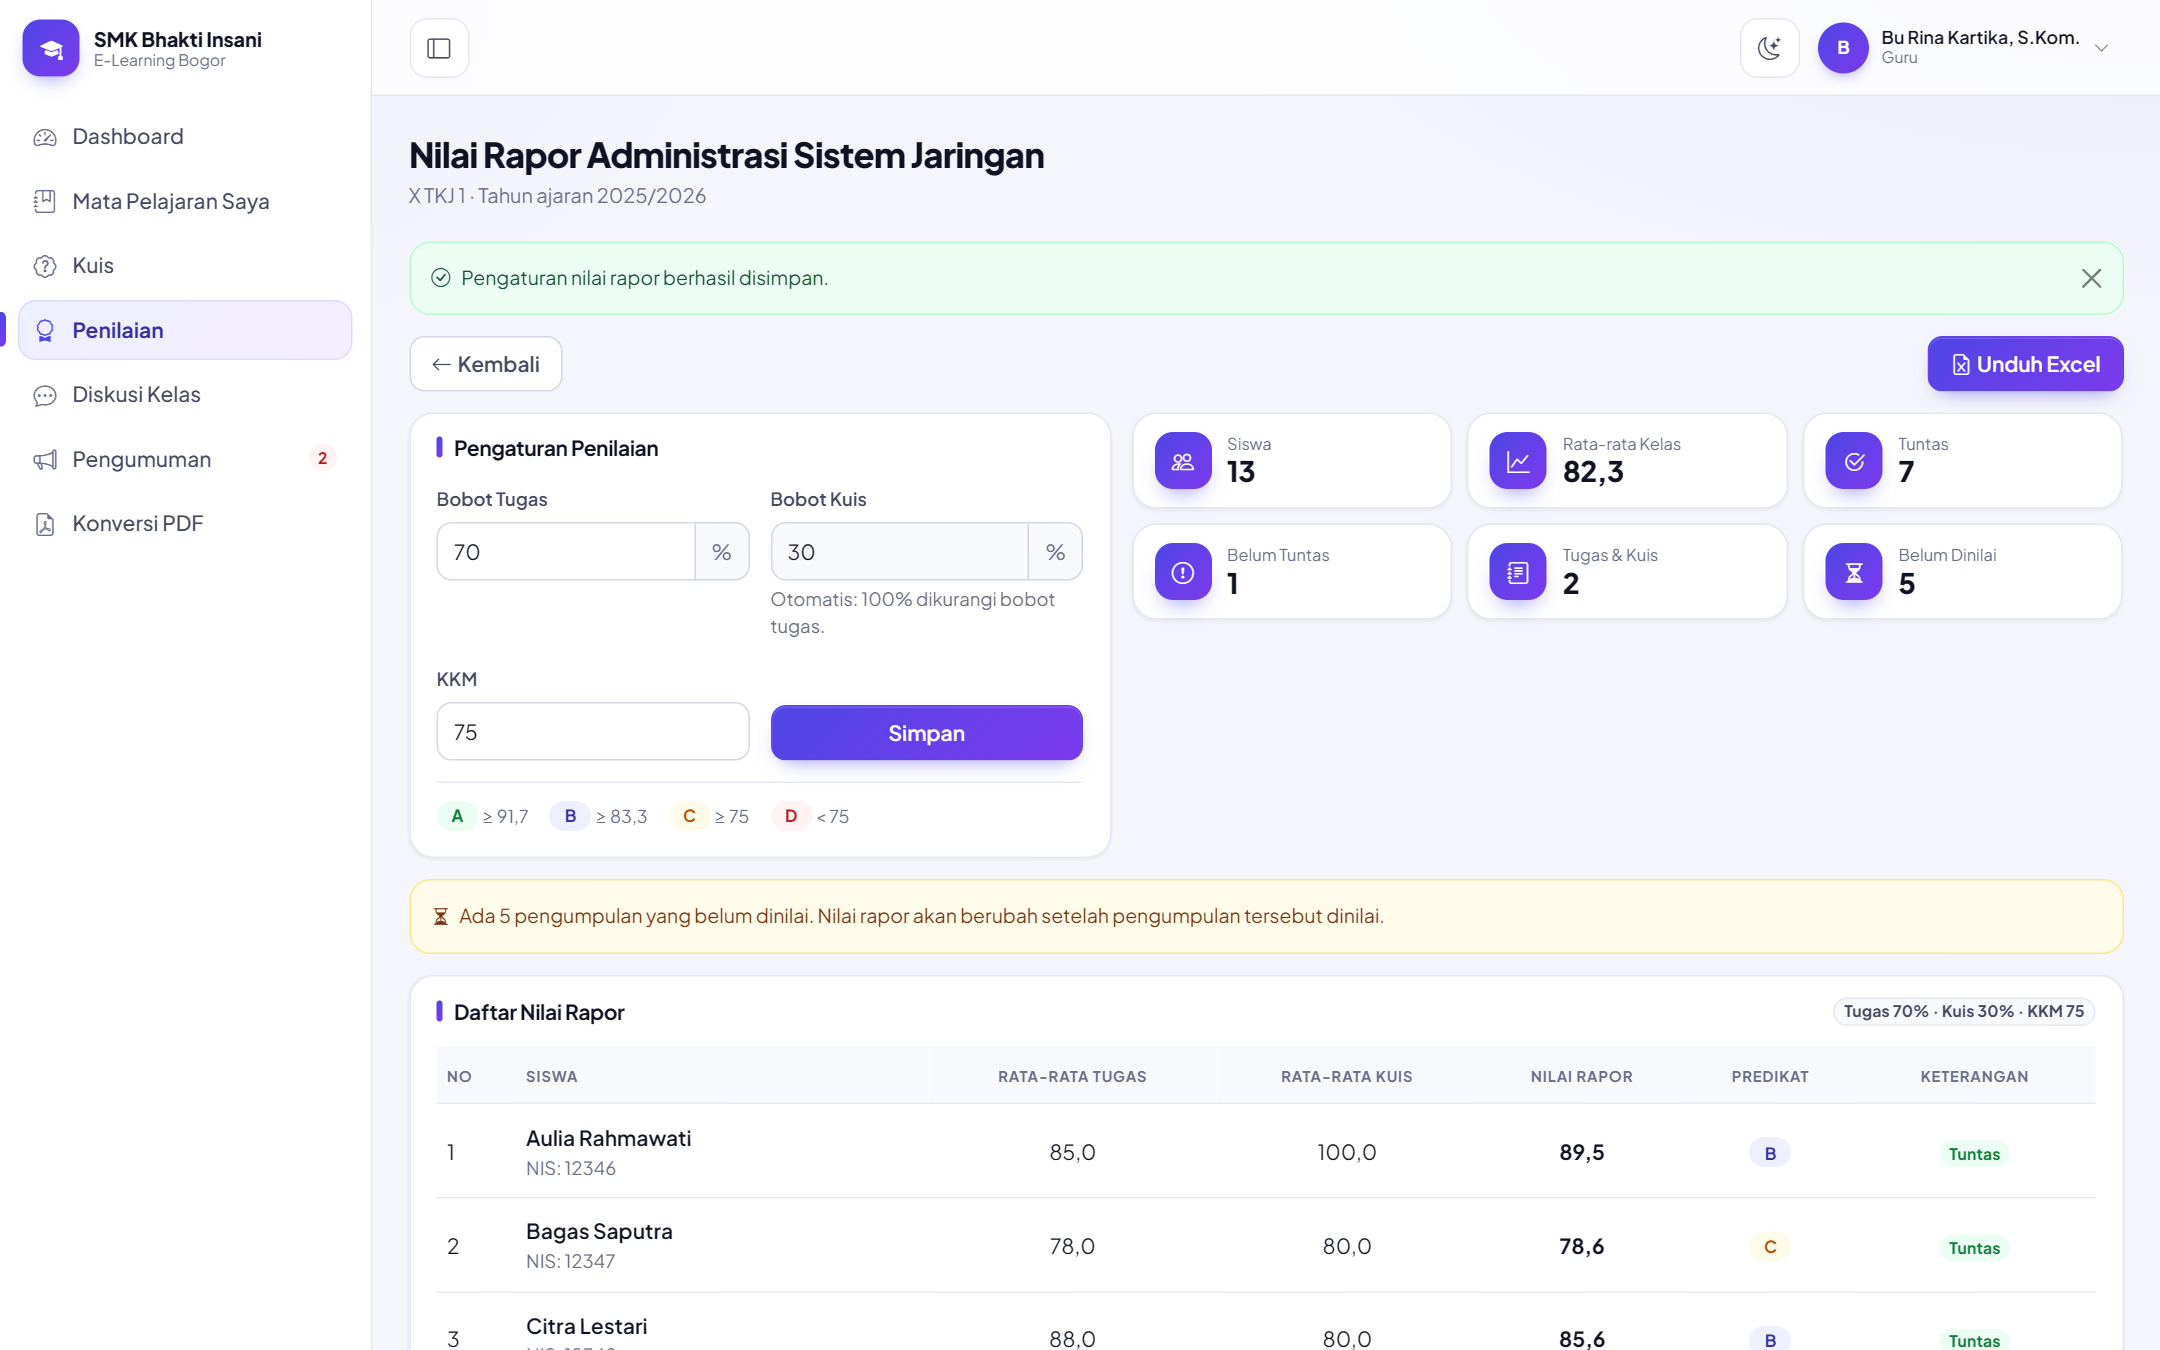 SMK Bhakti Insani
E-Learning Bogor
Dashboard
Mata Pelajaran Saya
Kuis
Penilaian
Diskusi Kelas
Pengumuman
2
Konversi PDF
B
Bu Rina Kartika, S.Kom.
Guru
Nilai Rapor Administrasi Sistem Jaringan
X TKJ 1 · Tahun ajaran 2025/2026
Pengaturan nilai rapor berhasil disimpan.
← Kembali
Unduh Excel
Pengaturan Penilaian
Bobot Tugas
Bobot Kuis
70 %
30 %
Otomatis: 100% dikurangi bobot
tugas.
KKM
75
Simpan
A ≥ 91,7 B ≥ 83,3 C ≥ 75 D < 75
Siswa
13
Rata-rata Kelas
82,3
Tuntas
7
Belum Tuntas
1
Tugas & Kuis
2
Belum Dinilai
5
Ada 5 pengumpulan yang belum dinilai. Nilai rapor akan berubah setelah pengumpulan tersebut dinilai.
Daftar Nilai Rapor
Tugas 70% · Kuis 30% · KKM 75
NO SISWA RATA-RATA TUGAS RATA-RATA KUIS NILAI RAPOR PREDIKAT KETERANGAN
1 Aulia Rahmawati 85,0 100,0 89,5 B Tuntas
NIS: 12346
2 Bagas Saputra 78,0 80,0 78,6 C Tuntas
NIS: 12347
3 Citra Lestari 88,0 80,0 85,6 B Tuntas